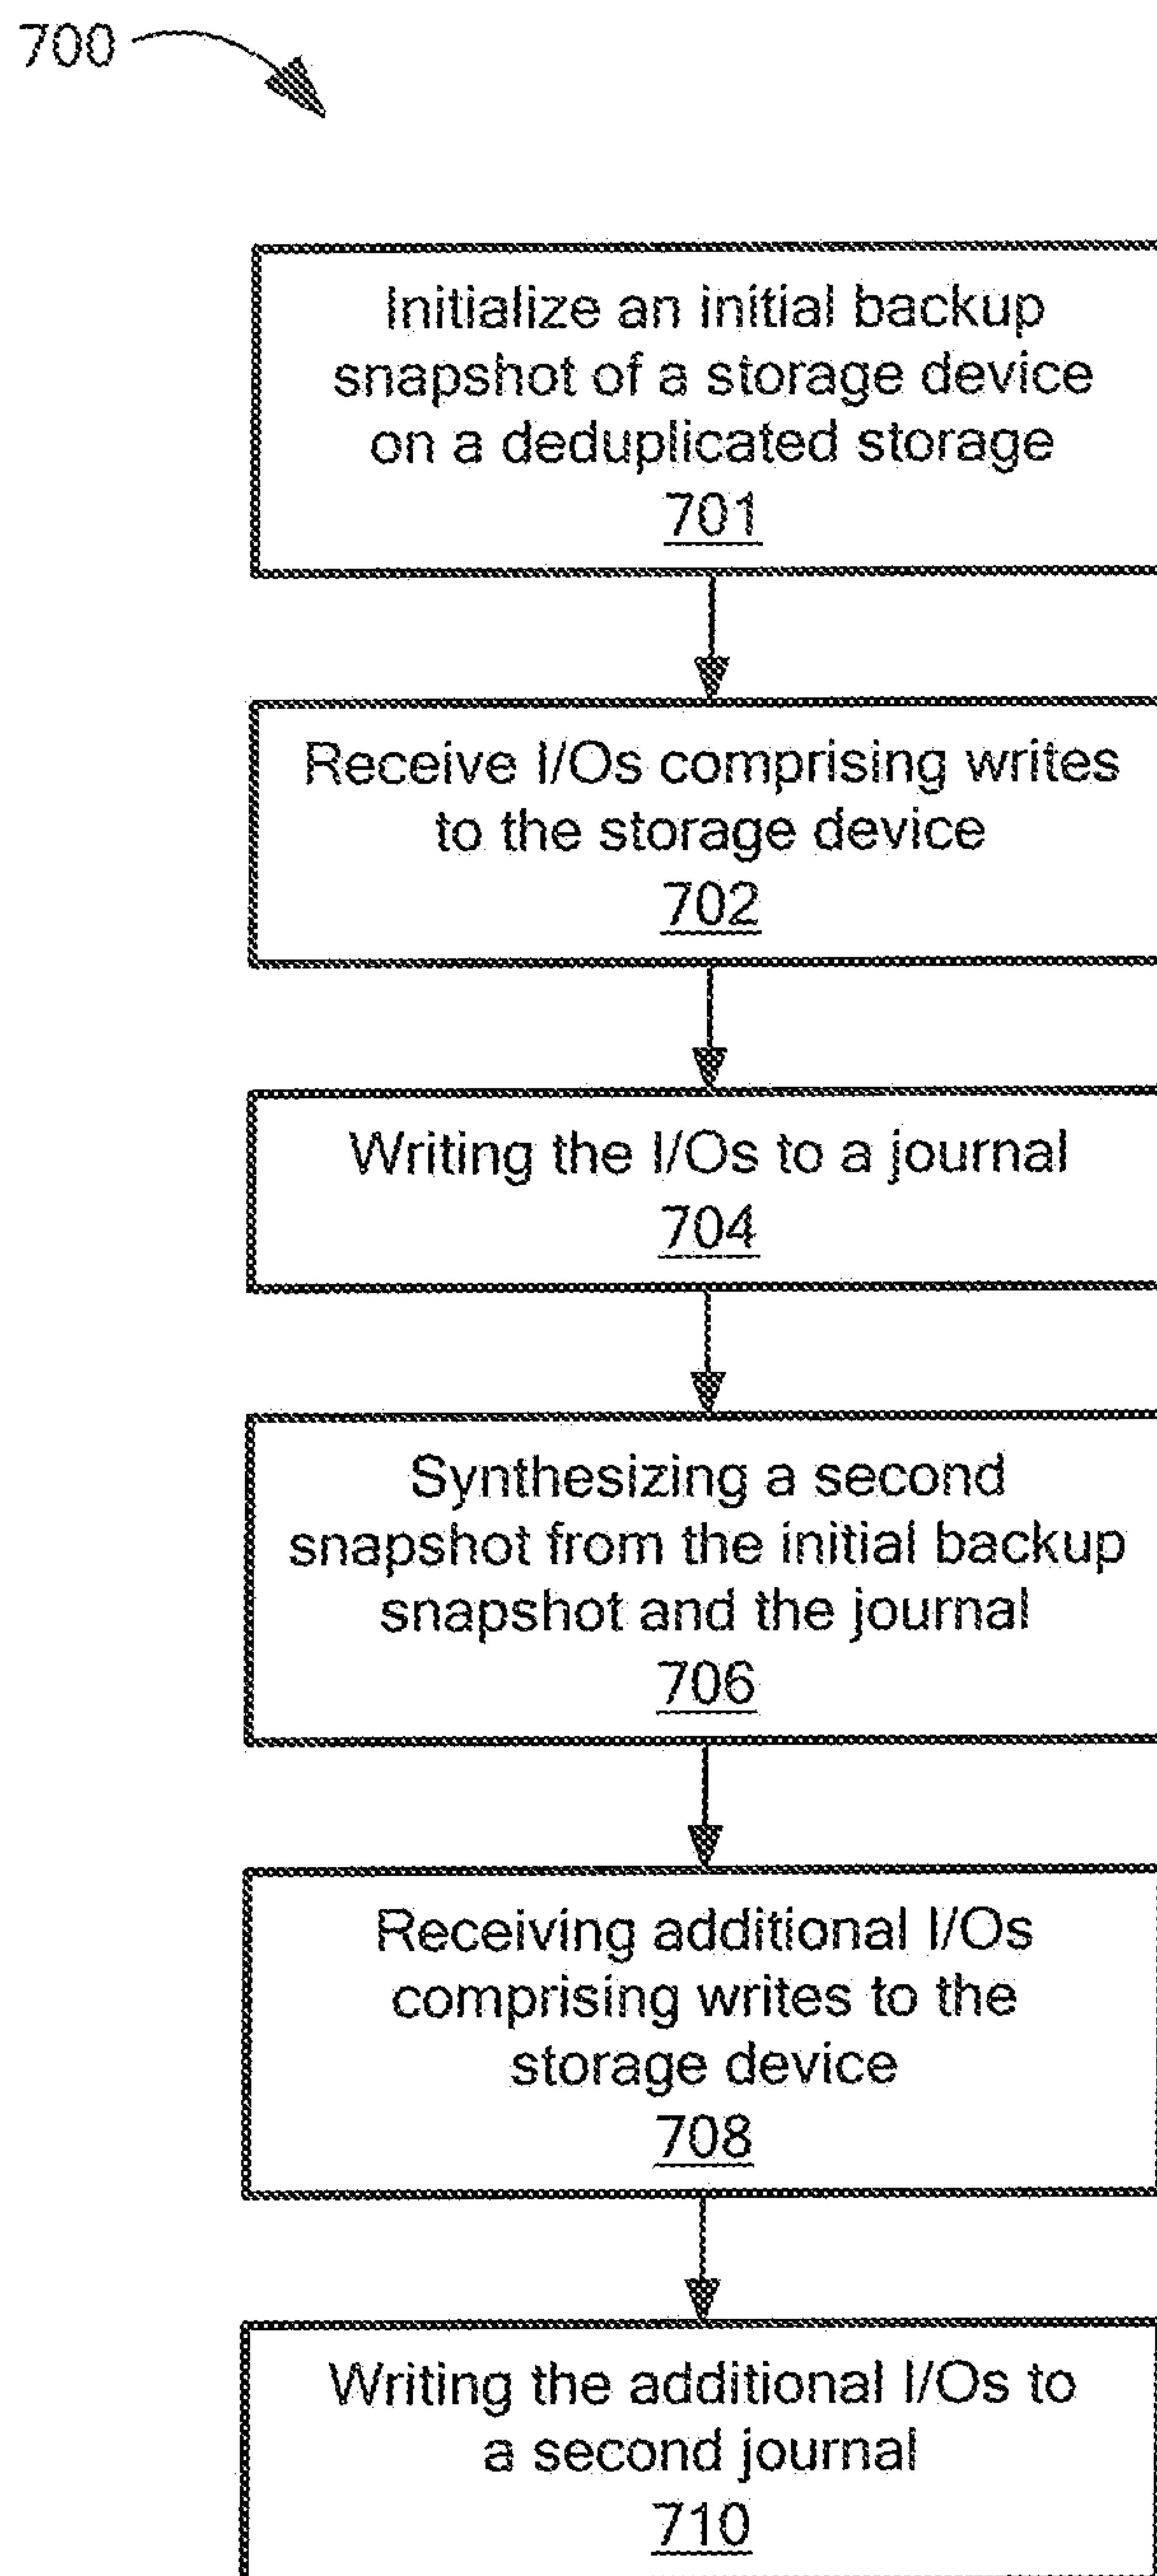 700
Initialize an initial backup
snapshot of a storage device
on a deduplicated storage
701
Receive I/Os comprising writes
to the storage device
702
Writing the I/Os to a journal
704
Synthesizing a second
snapshot from the initial backup
snapshot and the journal
706
Receiving additional I/Os
comprising writes to the
storage device
708
Writing the additional I/Os to
a second journal
710